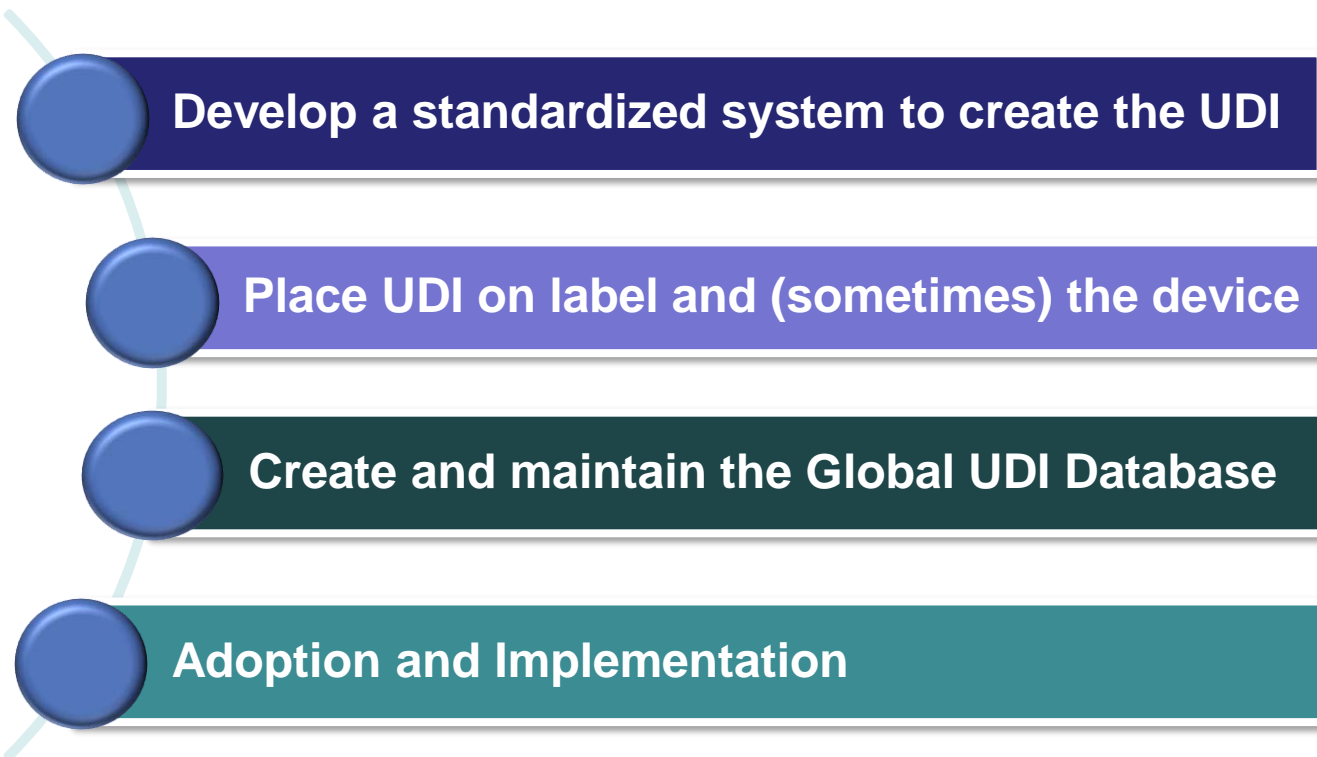 Develop a standardized system to create the UDI
Place UDI on label and (sometimes) the device
Create and maintain the Global UDI Database
Adoption and Implementation